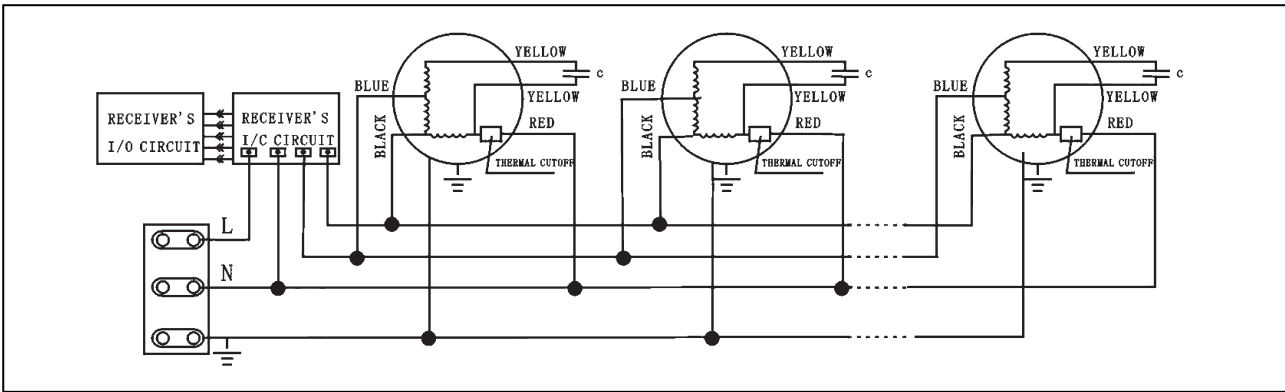 RECEIVER'S
I/O CIRCUIT
RECEIVER'S
I/C CIRCUIT
L
N
BLUE
BLACK
YELLOW
c
YELLOW
RED
THERMAL CUTOFF
BLUE
BLACK
YELLOW
c
YELLOW
RED
THERMAL CUTOFF
BLUE
BLACK
YELLOW
c
YELLOW
RED
THERMAL CUTOFF